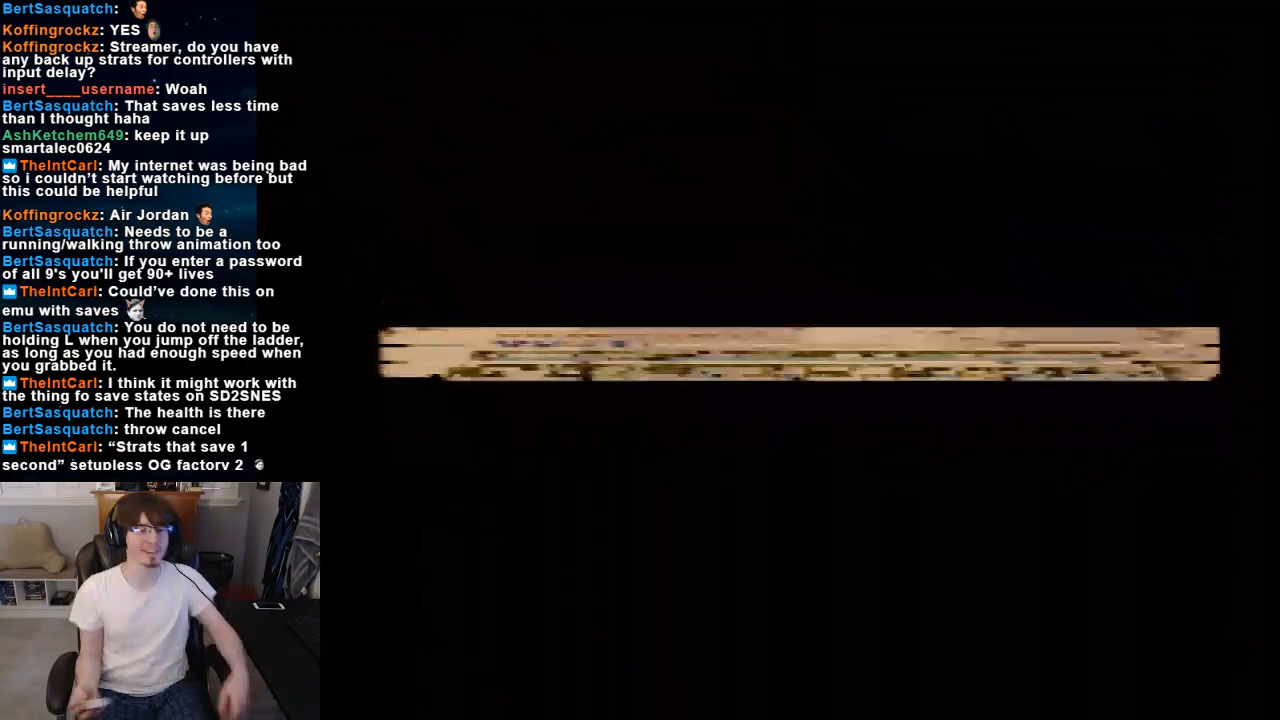 BertSasquatch:
Koffingrockz: YES
Koffingrockz: Streamer, do you have
any back up strats for controllers with
input delay?
insert____username: Woah
BertSasquatch: That saves less time
than I thought haha
AshKetchem649: keep it up
smartalec0624
TheIntCarl: My internet was being bad
so i couldn't start watching before but
this could be helpful
Koffingrockz: Air Jordan
BertSasquatch: Needs to be a
running/walking throw animation too
BertSasquatch: If you enter a password
of all 9's you'll get 90+ lives
TheIntCarl: Could've done this on
emu with saves
BertSasquatch: You do not need to be
holding L when you jump off the ladder,
as long as you had enough speed when
you grabbed it.
TheIntCarl: I think it might work with
the thing fo save states on SD2SNES
BertSasquatch: The health is there
BertSasquatch: throw cancel
TheIntCarl: “Strats that save 1
second” setupless OG factory 2